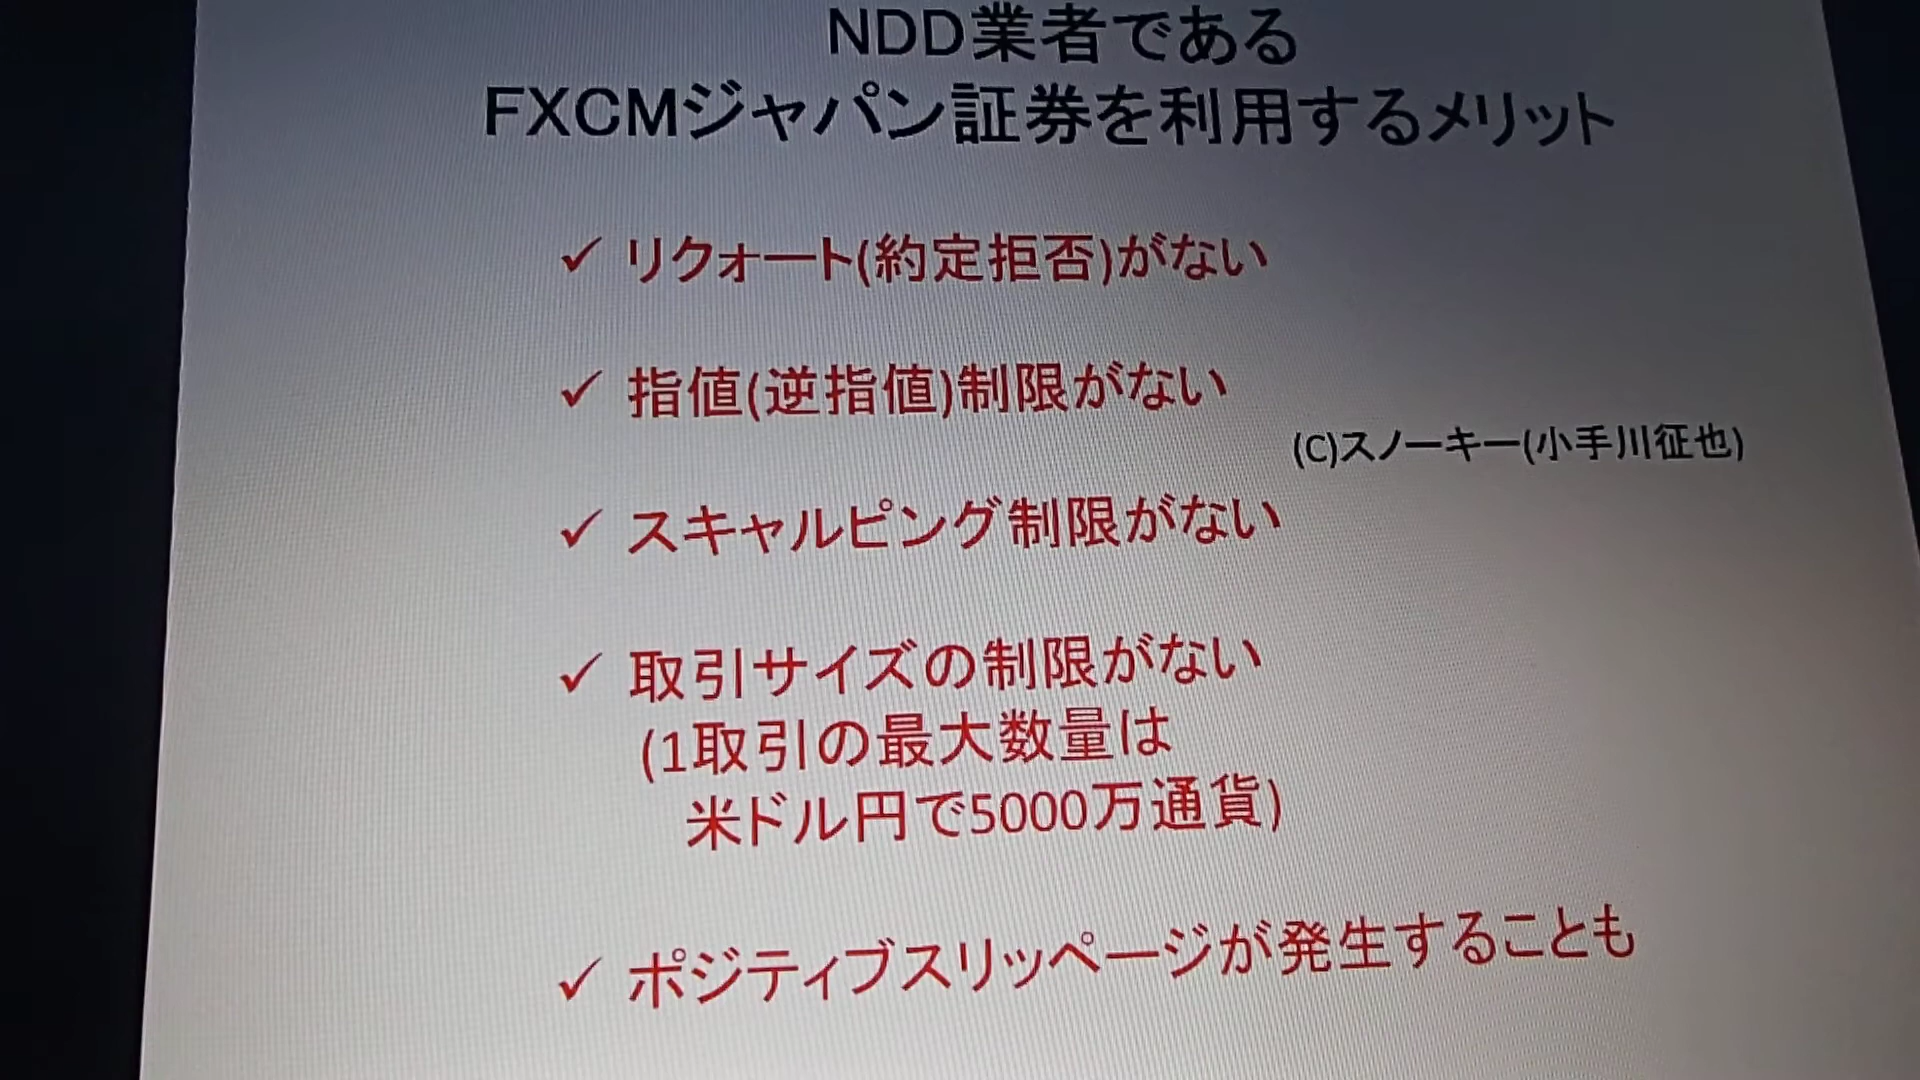 NDD業者である
FXCMジャパン証券を利用するメリット
✓ リクォート(約定拒否)がない
✓ 指値(逆指値)制限がない
(C)スノーキー(小手川征也)
✓ スキャルピング制限がない
✓ 取引サイズの制限がない
(1取引の最大数量は
米ドル円で5000万通貨)
✓ ポジティブスリッページが発生することも